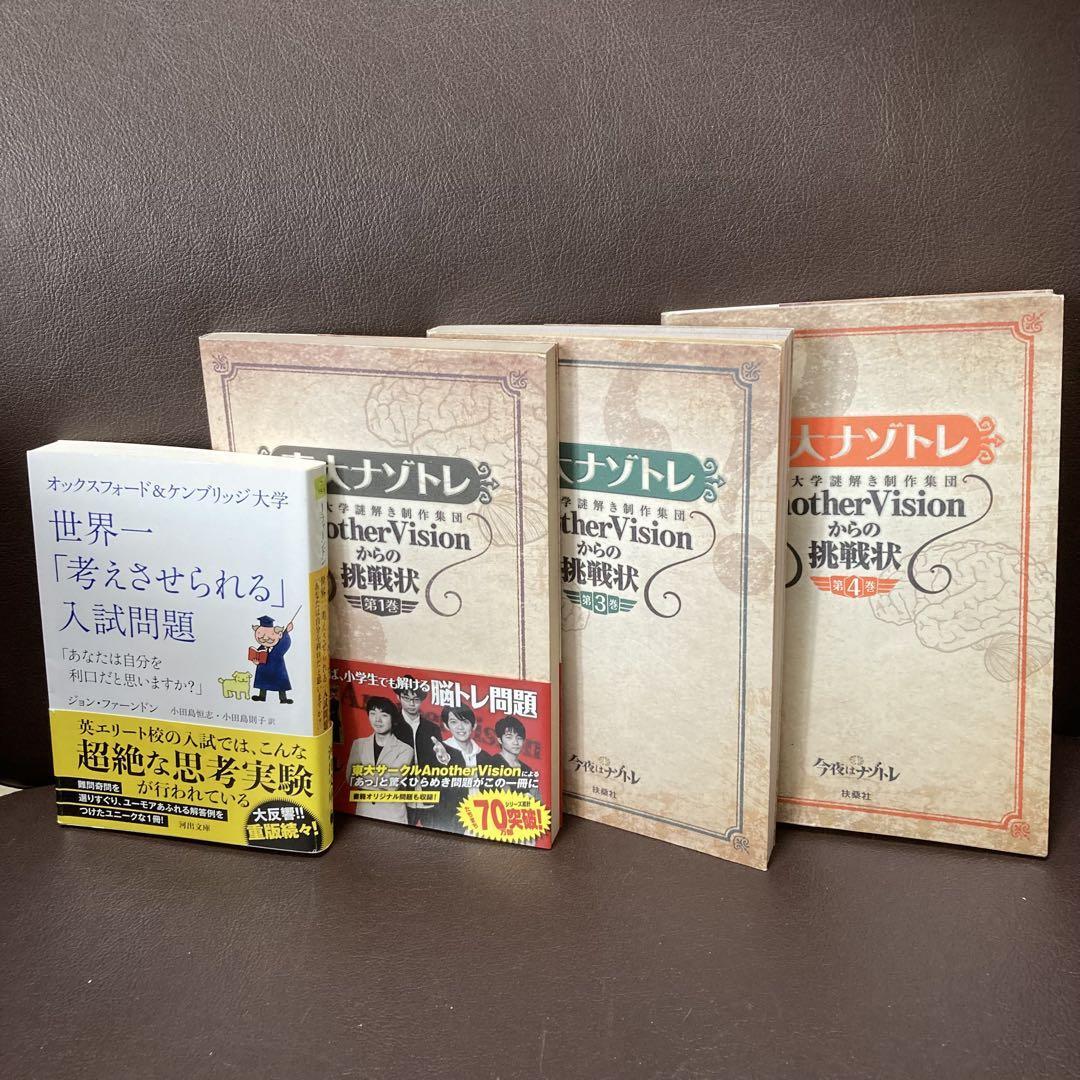 オックスフォード&ケンブリッジ大学
世界一
「考えさせられる」
入試問題
「あなたは自分を
利口だと思いますか?」
ジョン・ファーンドン
小田島恒志・小田島則子 訳
英エリート校の入試では、こんな
超絶な思考実験
が行われている
難問奇問を
選りすぐり、ユーモアあふれる解答例を
つけたユニークな1冊!
大反響!!
重版続々!
河出文庫
東大ナゾトレ
大学謎解き制作集団
notherVision
からの
挑戦状
第1巻
は、小学生でも解ける脳トレ問題
東大サークルAnotherVisionによる
「あっ」と驚くひらめき問題がこの一冊に
書籍オリジナル問題も収録!
シリーズ累計
70万部
突破!
大ナゾトレ
学謎解き制作集団
otherVision
からの
挑戦状
第3巻
今夜はナゾトレ
扶桑社
大ナゾトレ
大学謎解き制作集団
notherVision
からの
挑戦状
第4巻
今夜はナゾトレ
扶桑社